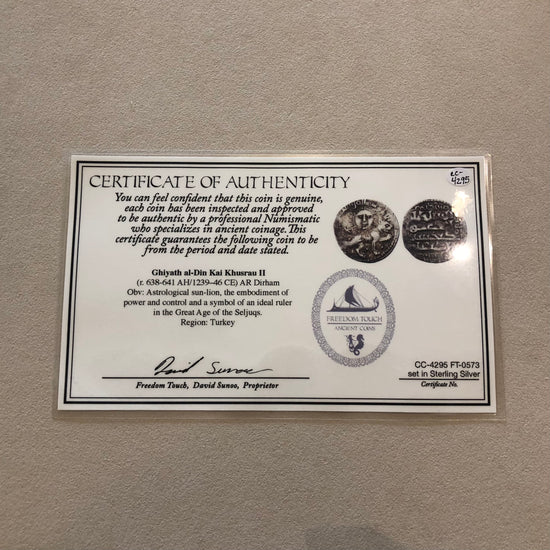 CERTIFICATE OF AUTHENTICITY
You can feel confident that this coin is genuine,
each coin has been inspected and approved
to be authentic by a professional Numismatic
who specializes in ancient coinage. This
certificate guarantees the following coin to be
from the period and date stated.
Ghiyath al-Din Kai Khusrau II
(r. 638-641 AH/1239–46 CE) AR Dirham
Obv: Astrological sun-lion, the embodiment of
power and control and a symbol of an ideal ruler
in the Great Age of the Seljuqs.
Region: Turkey
David Sunoo
Freedom Touch, David Sunoo, Proprietor
CC-
4295
FREEDOM TOUCH
ANCIENT COINS
CC-4295 FT-0573
set in Sterling Silver
Certificate No.